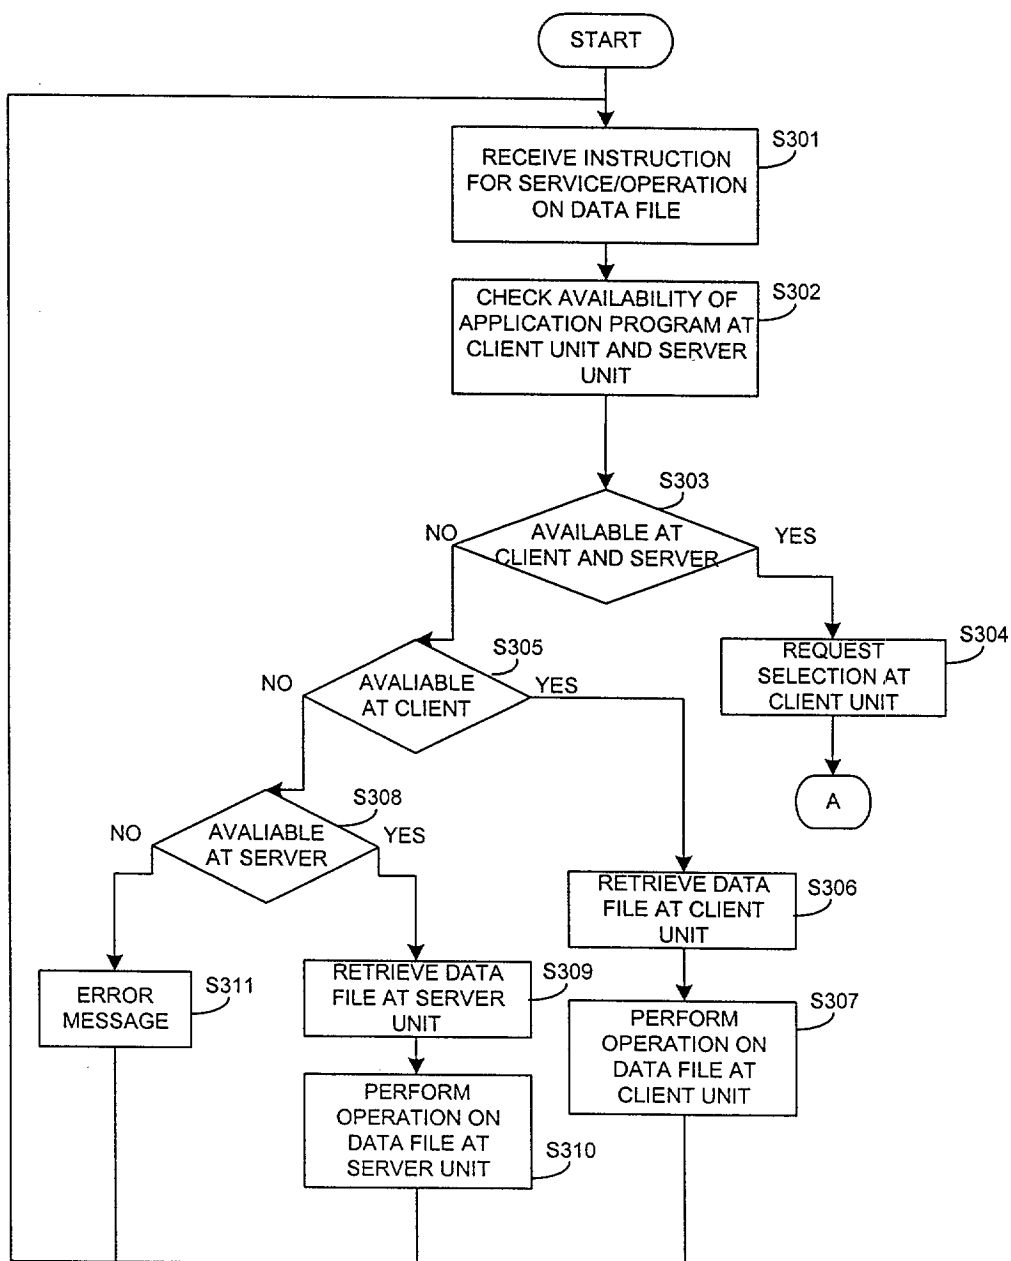 START
S301
RECEIVE INSTRUCTION
FOR SERVICE/OPERATION
ON DATA FILE
S302
CHECK AVAILABILITY OF
APPLICATION PROGRAM AT
CLIENT UNIT AND SERVER
UNIT
S303
NO
AVAILABLE AT
CLIENT AND SERVER
YES
S304
REQUEST
SELECTION AT
CLIENT UNIT
A
S305
NO
AVALIABLE
AT CLIENT
YES
S308
NO
AVALIABLE
AT SERVER
YES
S306
RETRIEVE DATA
FILE AT CLIENT
UNIT
S311
ERROR
MESSAGE
S309
RETRIEVE DATA
FILE AT SERVER
UNIT
S307
PERFORM
OPERATION ON
DATA FILE AT
CLIENT UNIT
PERFORM
OPERATION ON
DATA FILE AT
SERVER UNIT
S310